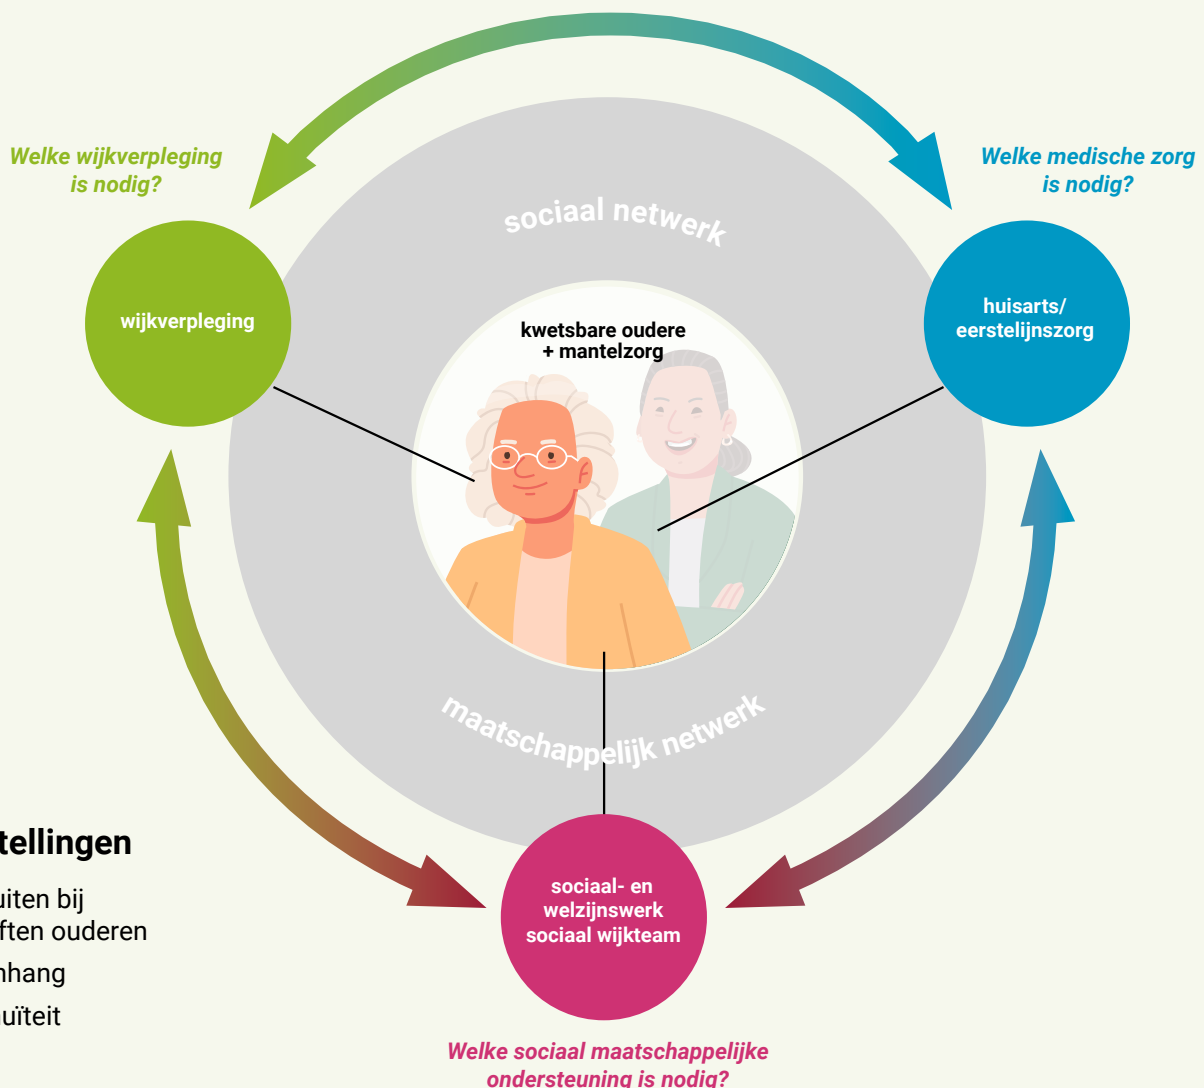 Welke wijkverpleging
is nodig?
Welke medische zorg
is nodig?
sociaal netwerk
wijkverpleging
huisarts/
eerstelijnszorg
kwetsbare oudere
+ mantelzorg
maatschappelijk netwerk
tellingen
uiten bij
ften ouderen
nhang
uïteit
sociaal- en
welzijnswerk
sociaal wijkteam
Welke sociaal maatschappelijke
ondersteuning is nodig?